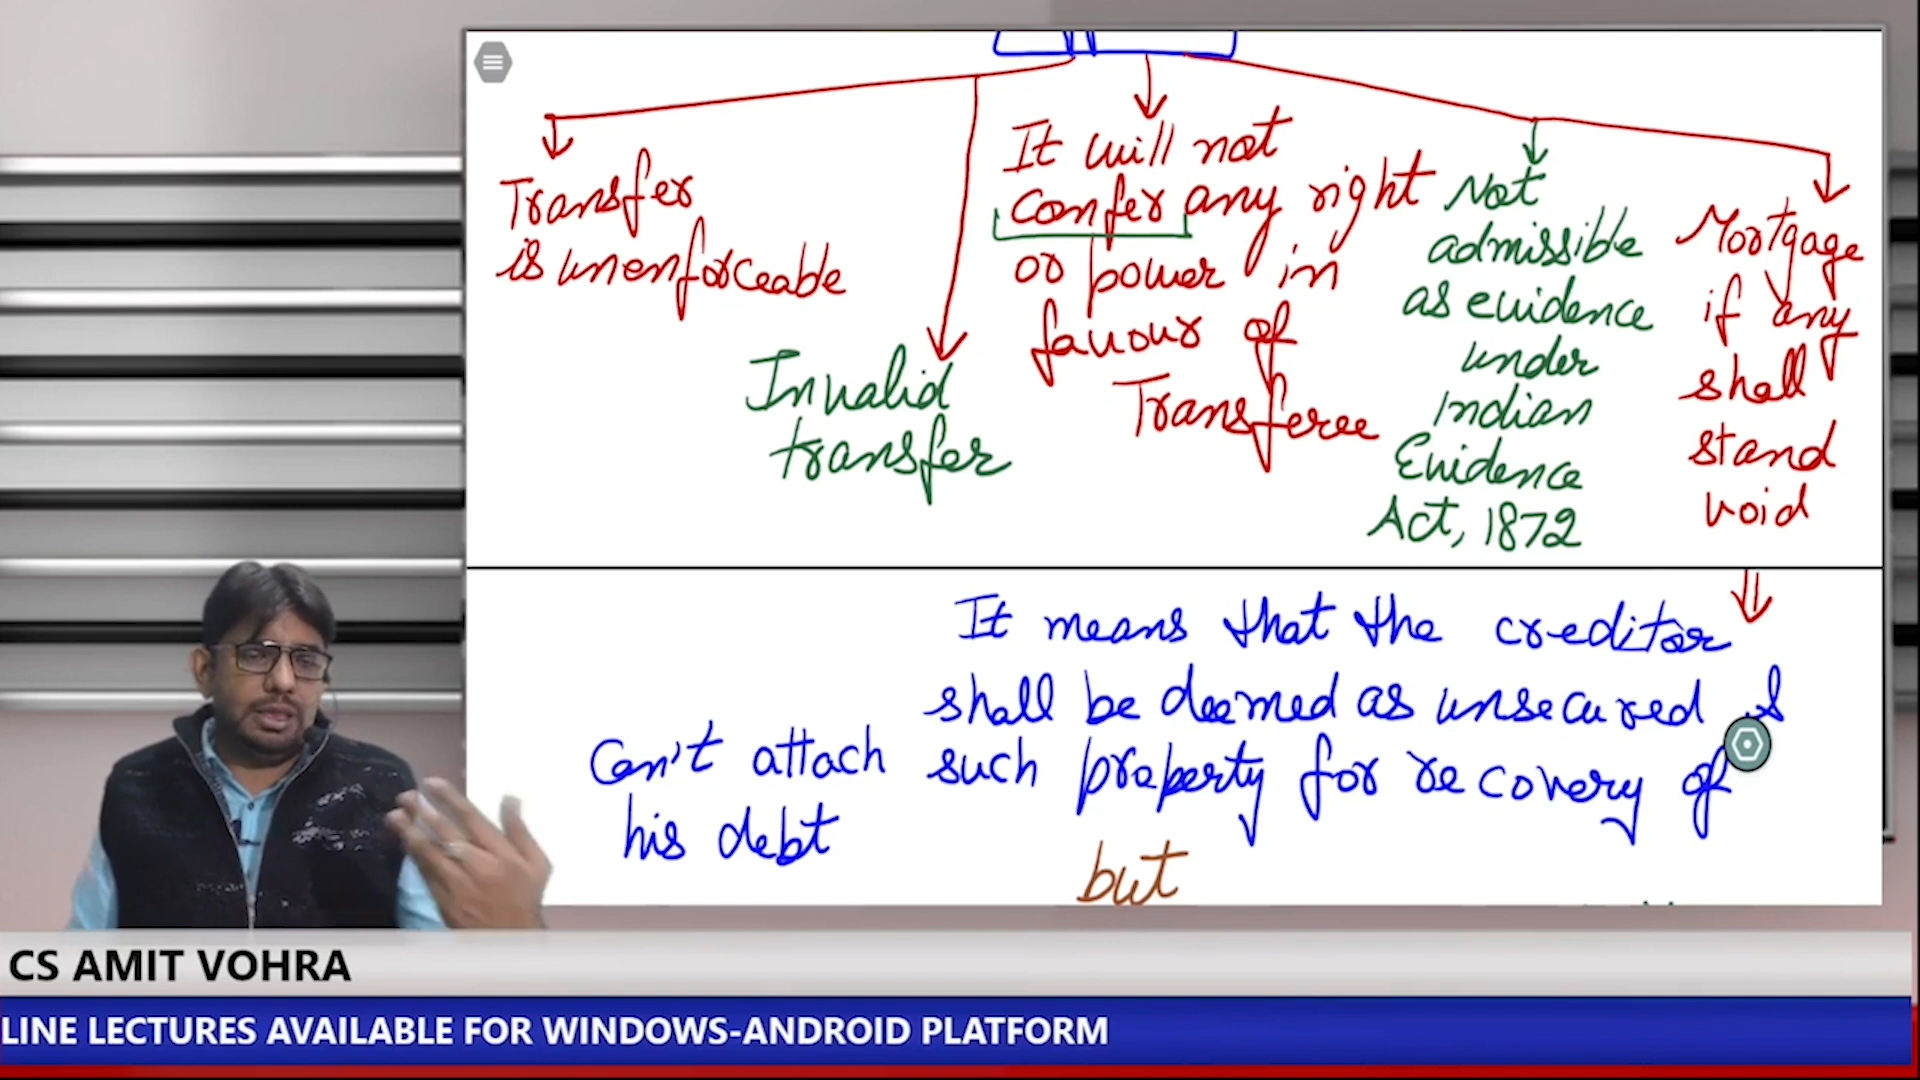 Transfer
is unenforceable
Invalid
transfer
It will not
confer any right
or power in
favour of
Transferee
Not
admissible
as evidence
under
Indian
Evidence
Act, 1872
Mortgage
if any
shall
stand
void
It means that the creditor
shall be deemed as unsecured &
Can't attach such property for recovery of
his debt
but
CS AMIT VOHRA
LINE LECTURES AVAILABLE FOR WINDOWS-ANDROID PLATFORM